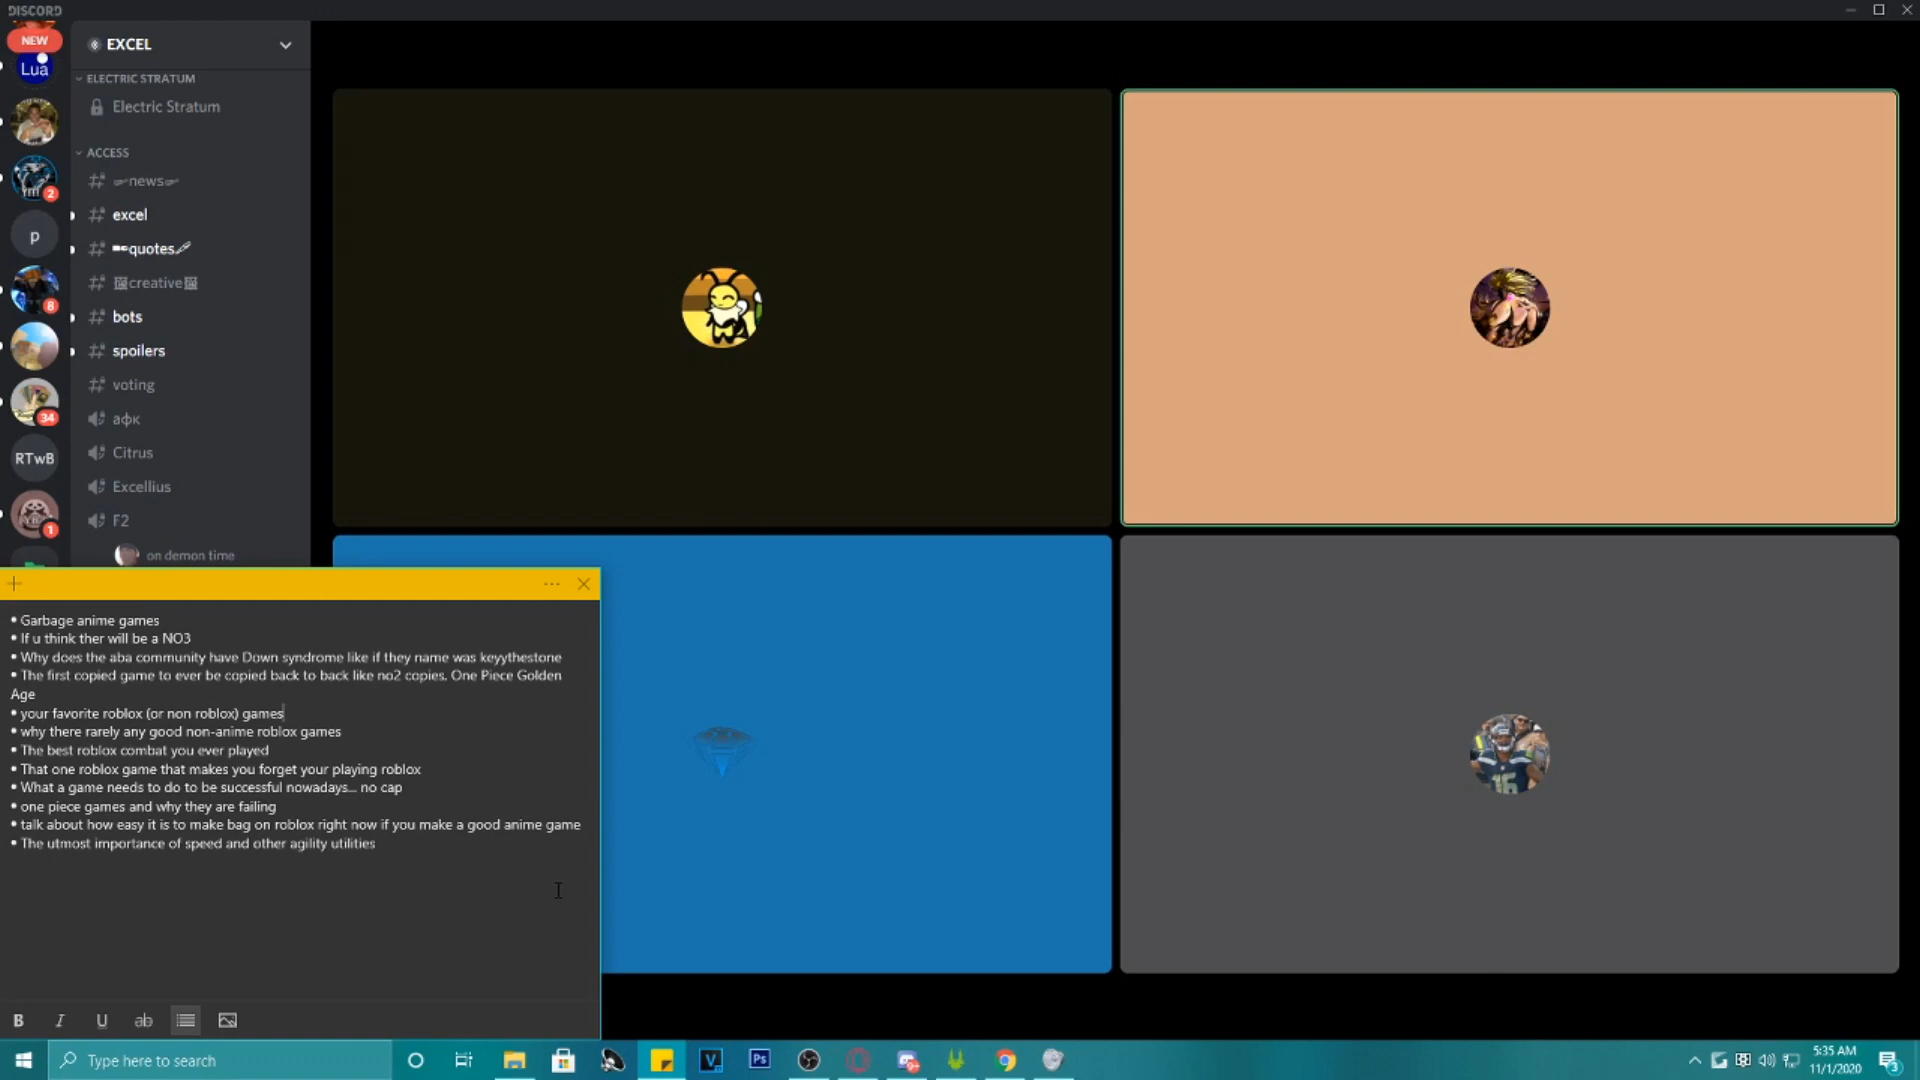 DISCORD
NEW
Lua
2
p
8
34
RTwB
1
EXCEL
ELECTRIC STRATUM
Electric Stratum
ACCESS
news
excel
quotes
creative
bots
spoilers
voting
афк
Citrus
Excellius
F2
on demon time
• Garbage anime games
• If u think ther will be a NO3
• Why does the aba community have Down syndrome like if they name was keyythestone
• The first copied game to ever be copied back to back like no2 copies. One Piece Golden
Age
• your favorite roblox (or non roblox) games
• why there rarely any good non-anime roblox games
• The best roblox combat you ever played
• That one roblox game that makes you forget your playing roblox
• What a game needs to do to be successful nowadays... no cap
• one piece games and why they are failing
• talk about how easy it is to make bag on roblox right now if you make a good anime game
• The utmost importance of speed and other agility utilities
B I U ab
Type here to search
Ps
5:35 AM
11/1/2020
3